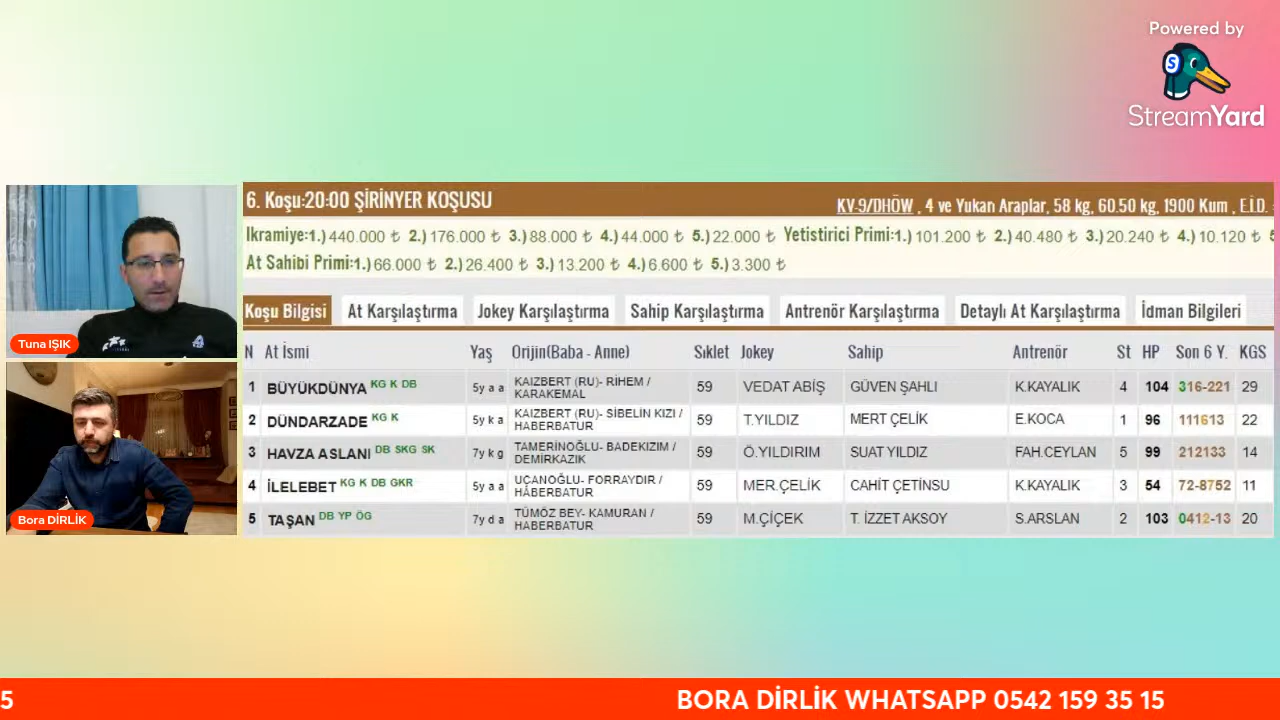 Powered by
StreamYard
6. Koşu:20:00 ŞİRİNYER KOŞUSU
KV-9/DHÖW , 4 ve Yukarı Araplar, 58 kg, 60.50 kg, 1900 Kum , E.İ.D.
İkramiye:1.) 440.000 ₺ 2.) 176.000 ₺ 3.) 88.000 ₺ 4.) 44.000 ₺ 5.) 22.000 ₺ Yetiştirici Primi:1.) 101.200 ₺ 2.) 40.480 ₺ 3.) 20.240 ₺ 4.) 10.120 ₺
At Sahibi Primi:1.) 66.000 ₺ 2.) 26.400 ₺ 3.) 13.200 ₺ 4.) 6.600 ₺ 5.) 3.300 ₺
Koşu Bilgisi At Karşılaştırma Jokey Karşılaştırma Sahip Karşılaştırma Antrenör Karşılaştırma Detaylı At Karşılaştırma İdman Bilgileri
N At İsmi Yaş Orijin(Baba - Anne) Sıklet Jokey Sahip Antrenör St HP Son 6 Y. KGS
1 BÜYÜKDÜNYA KG K DB 5y a a KAIZBERT (RU)- RİHEM / KARAKEMAL 59 VEDAT ABİŞ GÜVEN ŞAHLI K.KAYALIK 4 104 316-221 29
2 DÜNDARZADE KG K 5y k a KAIZBERT (RU)- SİBELİN KIZI / HABERBATUR 59 T.YILDIZ MERT ÇELİK E.KOCA 1 96 111613 22
3 HAVZA ASLANI DB SKG SK 7y k g TAMERİNOĞLU- BADEKIZIM / DEMİRKAZIK 59 Ö.YILDIRIM SUAT YILDIZ FAH.CEYLAN 5 99 212133 14
4 İLELEBET KG K DB GKR 5y a a UÇANOĞLU- FORRAYDIR / HABERBATUR 59 MER.ÇELİK CAHİT ÇETİNSU K.KAYALIK 3 54 72-8752 11
5 TAŞAN DB YP ÖG 7y d a TÜMÖZ BEY- KAMURAN / HABERBATUR 59 M.ÇİÇEK T. İZZET AKSOY S.ARSLAN 2 103 0412-13 20
Tuna IŞIK
Bora DİRLİK
5
BORA DİRLİK WHATSAPP 0542 159 35 15